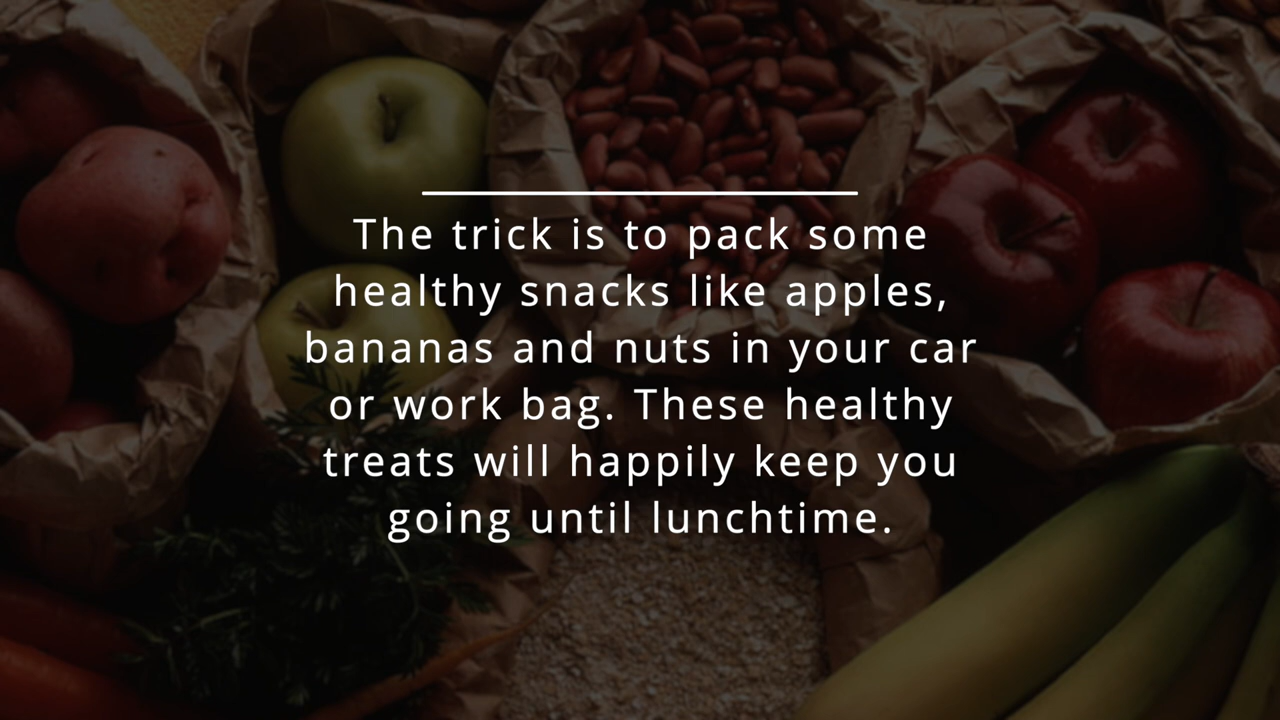 The trick is to pack some
healthy snacks like apples,
bananas and nuts in your car
or work bag. These healthy
treats will happily keep you
going until lunchtime.